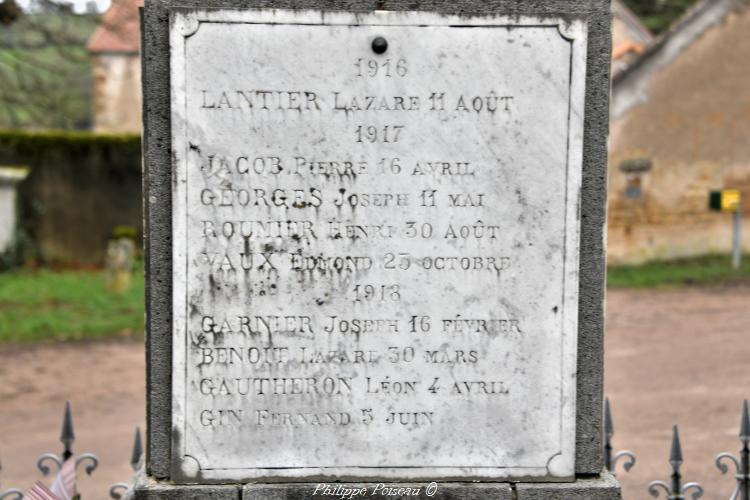 1916
LANTIER LAZARE 11 AOÛT
1917
JACOB PIERRE 16 AVRIL
GEORGES JOSEPH 11 MAI
ROUMIER HENRI 30 AOÛT
VAUX EDMOND 23 OCTOBRE
1918
GARNIER JOSEPH 16 FÉVRIER
BENOIT LAZARE 30 MARS
GAUTHERON LÉON 4 AVRIL
GIN FERNAND 5 JUIN
Philippe Poiseau ©